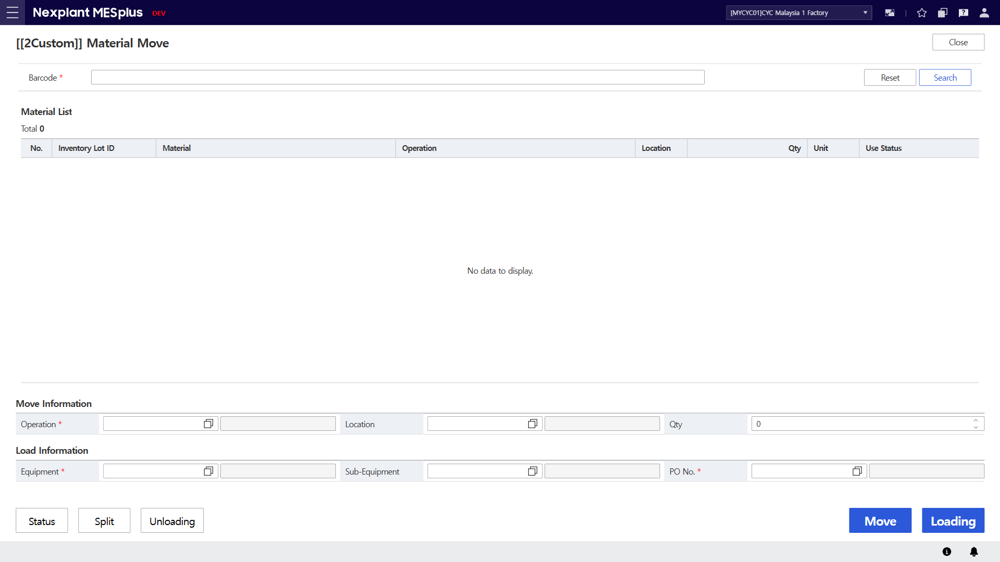 Nexplant MESplus DEV [MYCYC01]CYC Malaysia 1 Factory
[[2Custom]] Material Move Close
Barcode * Reset Search
Material List
Total 0
No. Inventory Lot ID Material Operation Location Qty Unit Use Status
No data to display.
Move Information
Operation * Location Qty 0
Load Information
Equipment * Sub-Equipment PO No. *
Status Split Unloading Move Loading